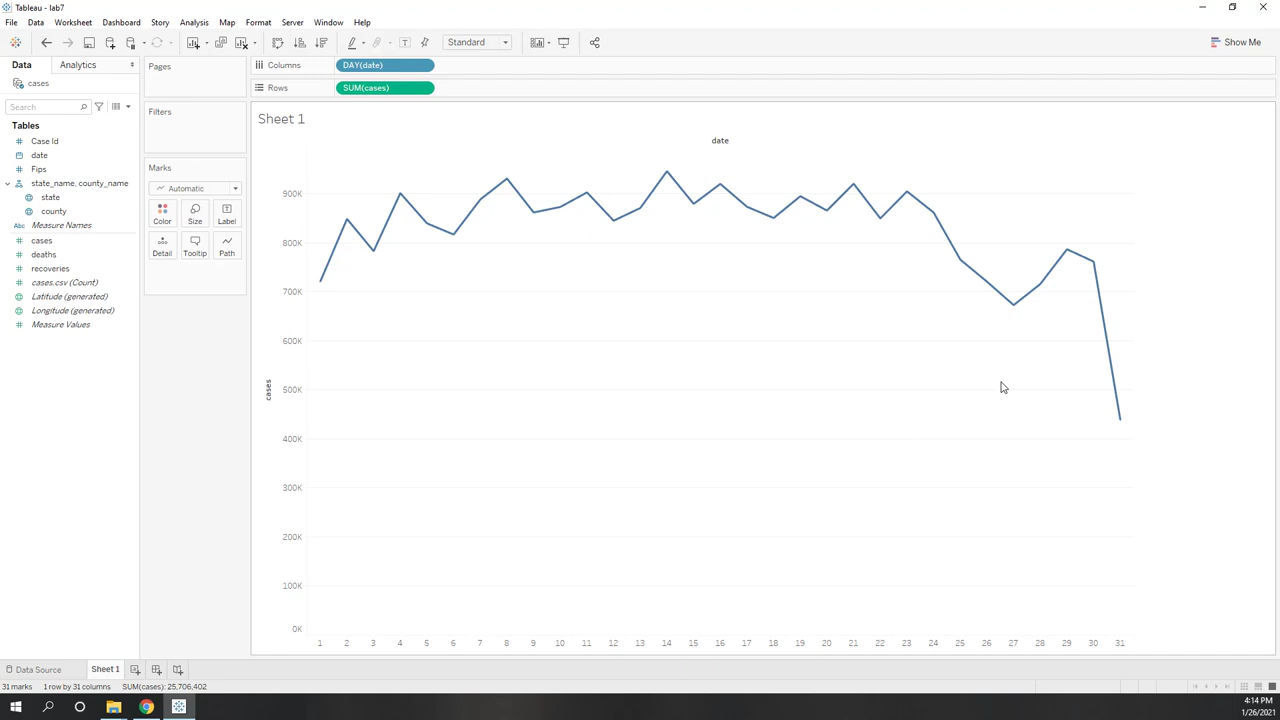 Tableau - lab7
File Data Worksheet Dashboard Story Analysis Map Format Server Window Help
Standard
Show Me
Data Analytics
cases
Search
Tables
Case Id
date
Fips
state_name, county_name
state
county
Abc Measure Names
cases
deaths
recoveries
cases.csv (Count)
Latitude (generated)
Longitude (generated)
Measure Values
Pages
Filters
Marks
Automatic
Color Size Label
Detail Tooltip Path
Columns DAY(date)
Rows SUM(cases)
Sheet 1
date
900K
800K
700K
600K
500K
400K
300K
200K
100K
0K
cases
1 2 3 4 5 6 7 8 9 10 11 12 13 14 15 16 17 18 19 20 21 22 23 24 25 26 27 28 29 30 31
Data Source Sheet 1
31 marks 1 row by 31 columns SUM(cases): 25,706,402
4:14 PM
1/26/2021